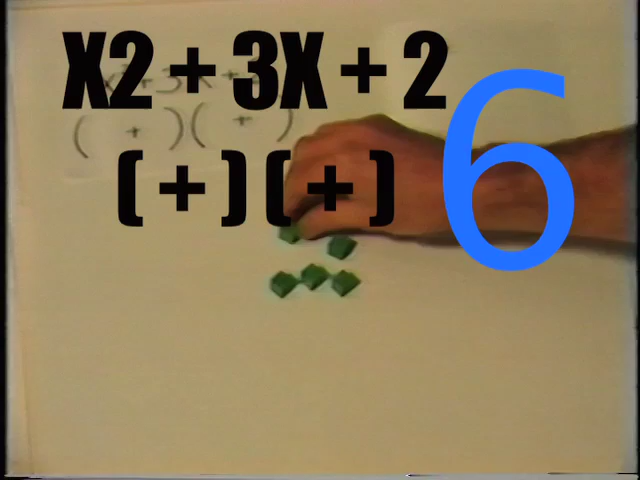 X2+3X+2
(+)(+)
6
( + )( + )